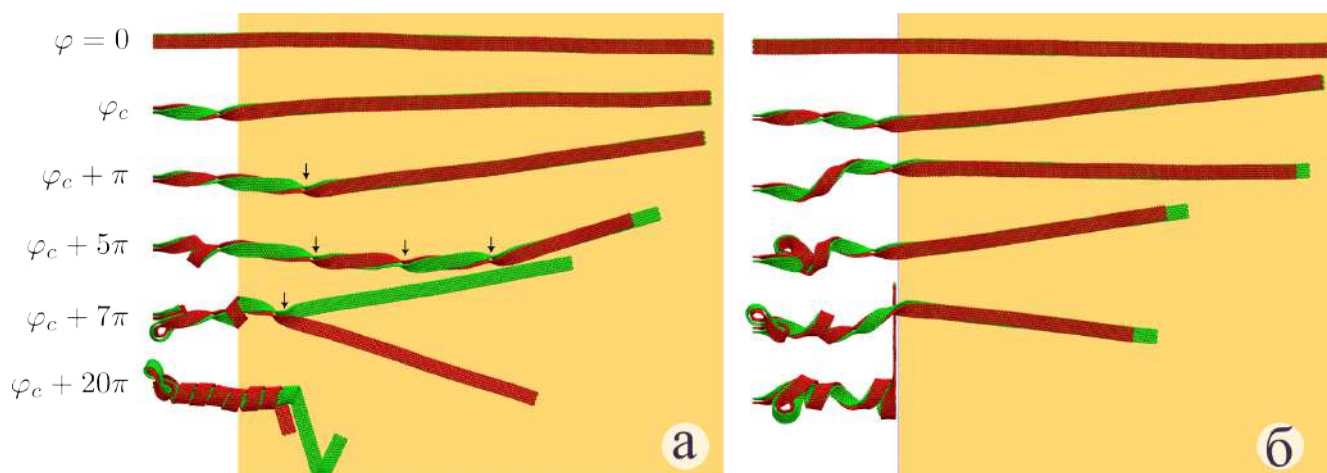 φ = 0
φ_c
φ_c + π
φ_c + 5π
φ_c + 7π
φ_c + 20π
а
б